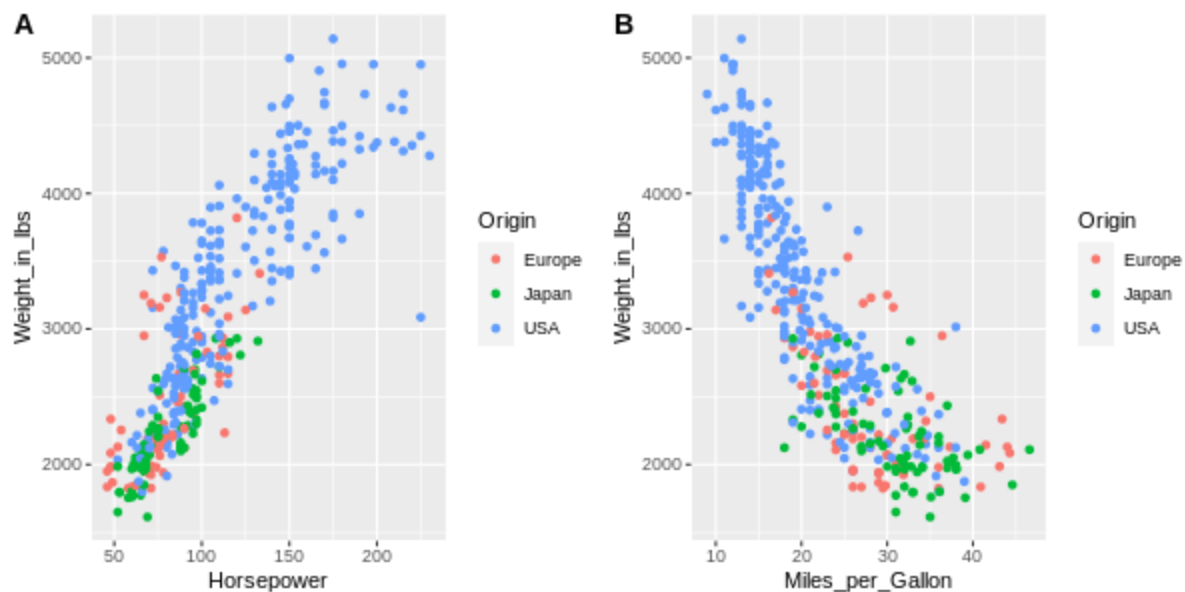 A
Weight_in_lbs
5000
4000
3000
2000
50 100 150 200
Horsepower
Origin
Europe
Japan
USA
B
Weight_in_lbs
5000
4000
3000
2000
10 20 30 40
Miles_per_Gallon
Origin
Europe
Japan
USA